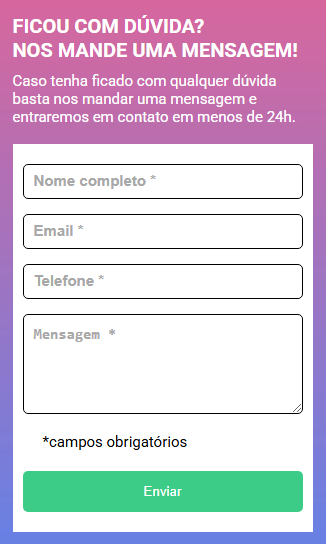 FICOU COM DÚVIDA?
NOS MANDE UMA MENSAGEM!
Caso tenha ficado com qualquer dúvida
basta nos mandar uma mensagem e
entraremos em contato em menos de 24h.
Nome completo *
Email *
Telefone *
Mensagem *
*campos obrigatórios
Enviar